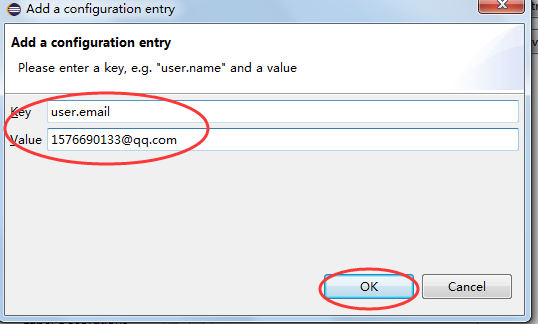 Add a configuration entry
Add a configuration entry
Please enter a key, e.g. "user.name" and a value
Key user.email
Value 1576690133@qq.com
OK Cancel